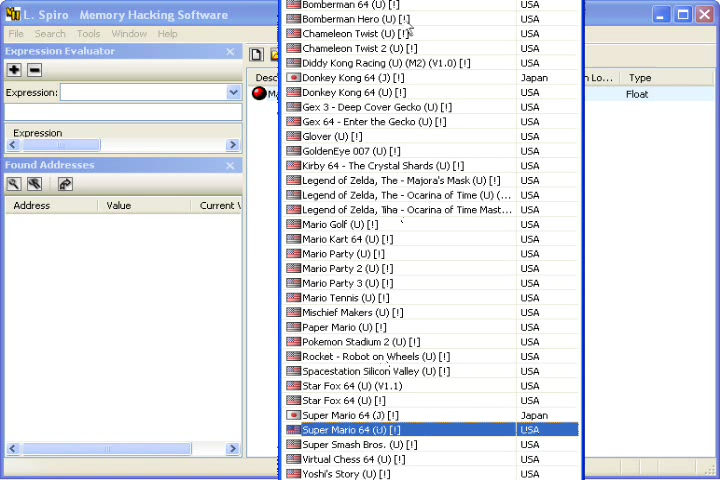 L. Spiro   Memory Hacking Software
File Search Tools Window Help
Expression Evaluator
Expression:
Expression
Found Addresses
Address Value Current V
Desc
n Lo... Type
Float
Bomberman 64 (U) [!] USA
Bomberman Hero (U) [!] USA
Chameleon Twist (U) [!] USA
Chameleon Twist 2 (U) [!] USA
Diddy Kong Racing (U) (M2) (V1.0) [!] USA
Donkey Kong 64 (J) [!] Japan
Donkey Kong 64 (U) [!] USA
Gex 3 - Deep Cover Gecko (U) [!] USA
Gex 64 - Enter the Gecko (U) [!] USA
Glover (U) [!] USA
GoldenEye 007 (U) [!] USA
Kirby 64 - The Crystal Shards (U) [!] USA
Legend of Zelda, The - Majora's Mask (U) [!] USA
Legend of Zelda, The - Ocarina of Time (U) (... USA
Legend of Zelda, The - Ocarina of Time Mast... USA
Mario Golf (U) [!] USA
Mario Kart 64 (U) [!] USA
Mario Party (U) [!] USA
Mario Party 2 (U) [!] USA
Mario Party 3 (U) [!] USA
Mario Tennis (U) [!] USA
Mischief Makers (U) [!] USA
Paper Mario (U) [!] USA
Pokemon Stadium 2 (U) [!] USA
Rocket - Robot on Wheels (U) [!] USA
Spacestation Silicon Valley (U) [!] USA
Star Fox 64 (U) (V1.1) USA
Star Fox 64 (U) [!] USA
Super Mario 64 (J) [!] Japan
Super Mario 64 (U) [!] USA
Super Smash Bros. (U) [!] USA
Virtual Chess 64 (U) [!] USA
Yoshi's Story (U) [!] USA